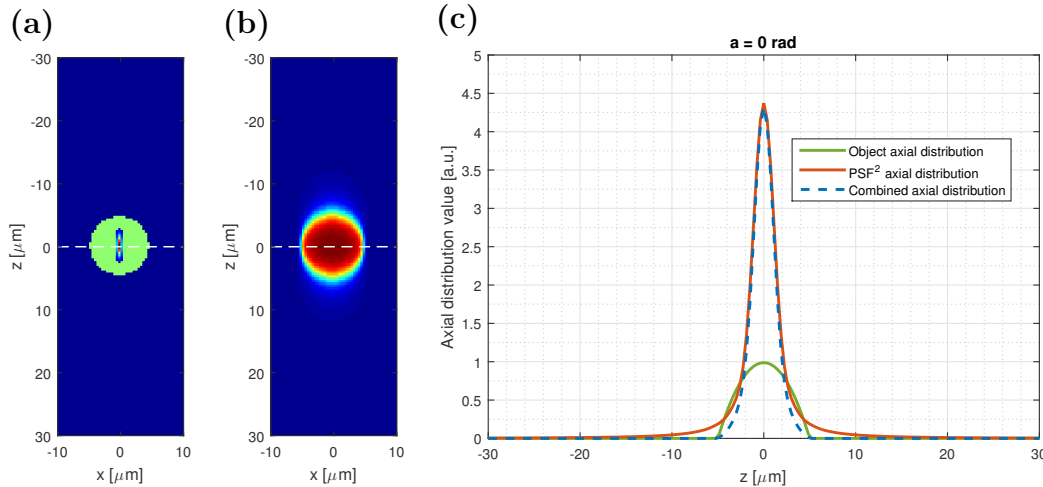 (a)
(b)
(c)
-30
-20
-10
0
10
20
30
-10
0
10
z [μm]
x [μm]
-30
-20
-10
0
10
20
30
-10
0
10
z [μm]
x [μm]
a = 0 rad
5
4.5
4
3.5
3
2.5
2
1.5
1
0.5
0
-30
-20
-10
0
10
20
30
Axial distribution value [a.u.]
z [μm]
Object axial distribution
PSF² axial distribution
Combined axial distribution